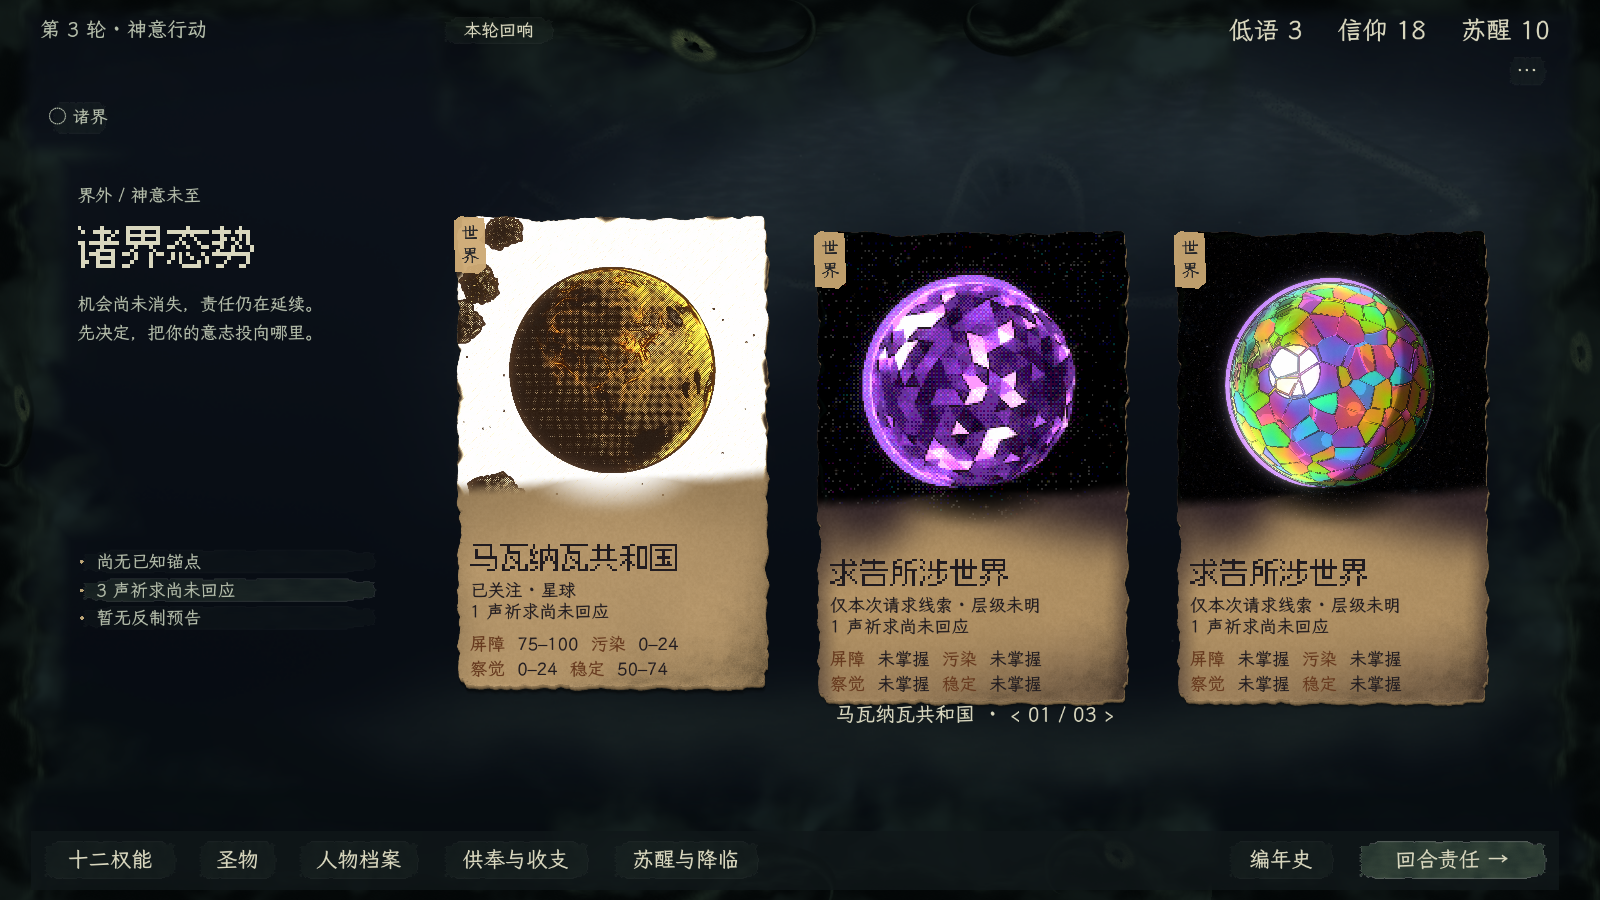 第 3 轮・神意行动
本轮回响
低语 3 信仰 18 苏醒 10
...
诸界
界外 / 神意未至
诸界态势
机会尚未消失，责任仍在延续。
先决定，把你的意志投向哪里。
· 尚无已知锚点
· 3 声祈求尚未回应
· 暂无反制预告
世界
马瓦纳瓦共和国
已关注・星球
1 声祈求尚未回应
屏障 75–100 污染 0–24
察觉 0–24 稳定 50–74
世界
求告所涉世界
仅本次请求线索・层级未明
1 声祈求尚未回应
屏障 未掌握 污染 未掌握
察觉 未掌握 稳定 未掌握
世界
求告所涉世界
仅本次请求线索・层级未明
1 声祈求尚未回应
屏障 未掌握 污染 未掌握
察觉 未掌握 稳定 未掌握
马瓦纳瓦共和国 ・ < 01 / 03 >
十二权能 圣物 人物档案 供奉与收支 苏醒与降临 编年史 回合责任 →